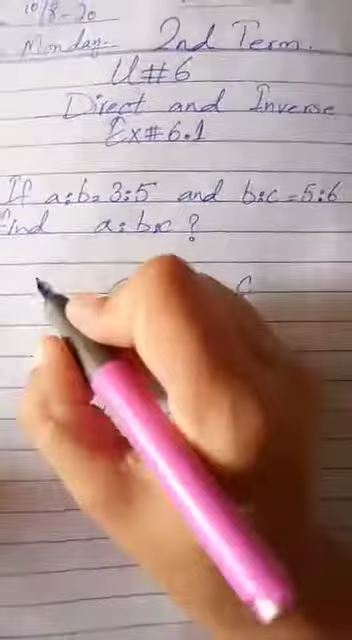 10/8-20
Monday 2nd Term.
U#6
Direct and Inverse
Ex#6.1
If a:b=3:5 and b:c=5:6
find a:b:c?
c